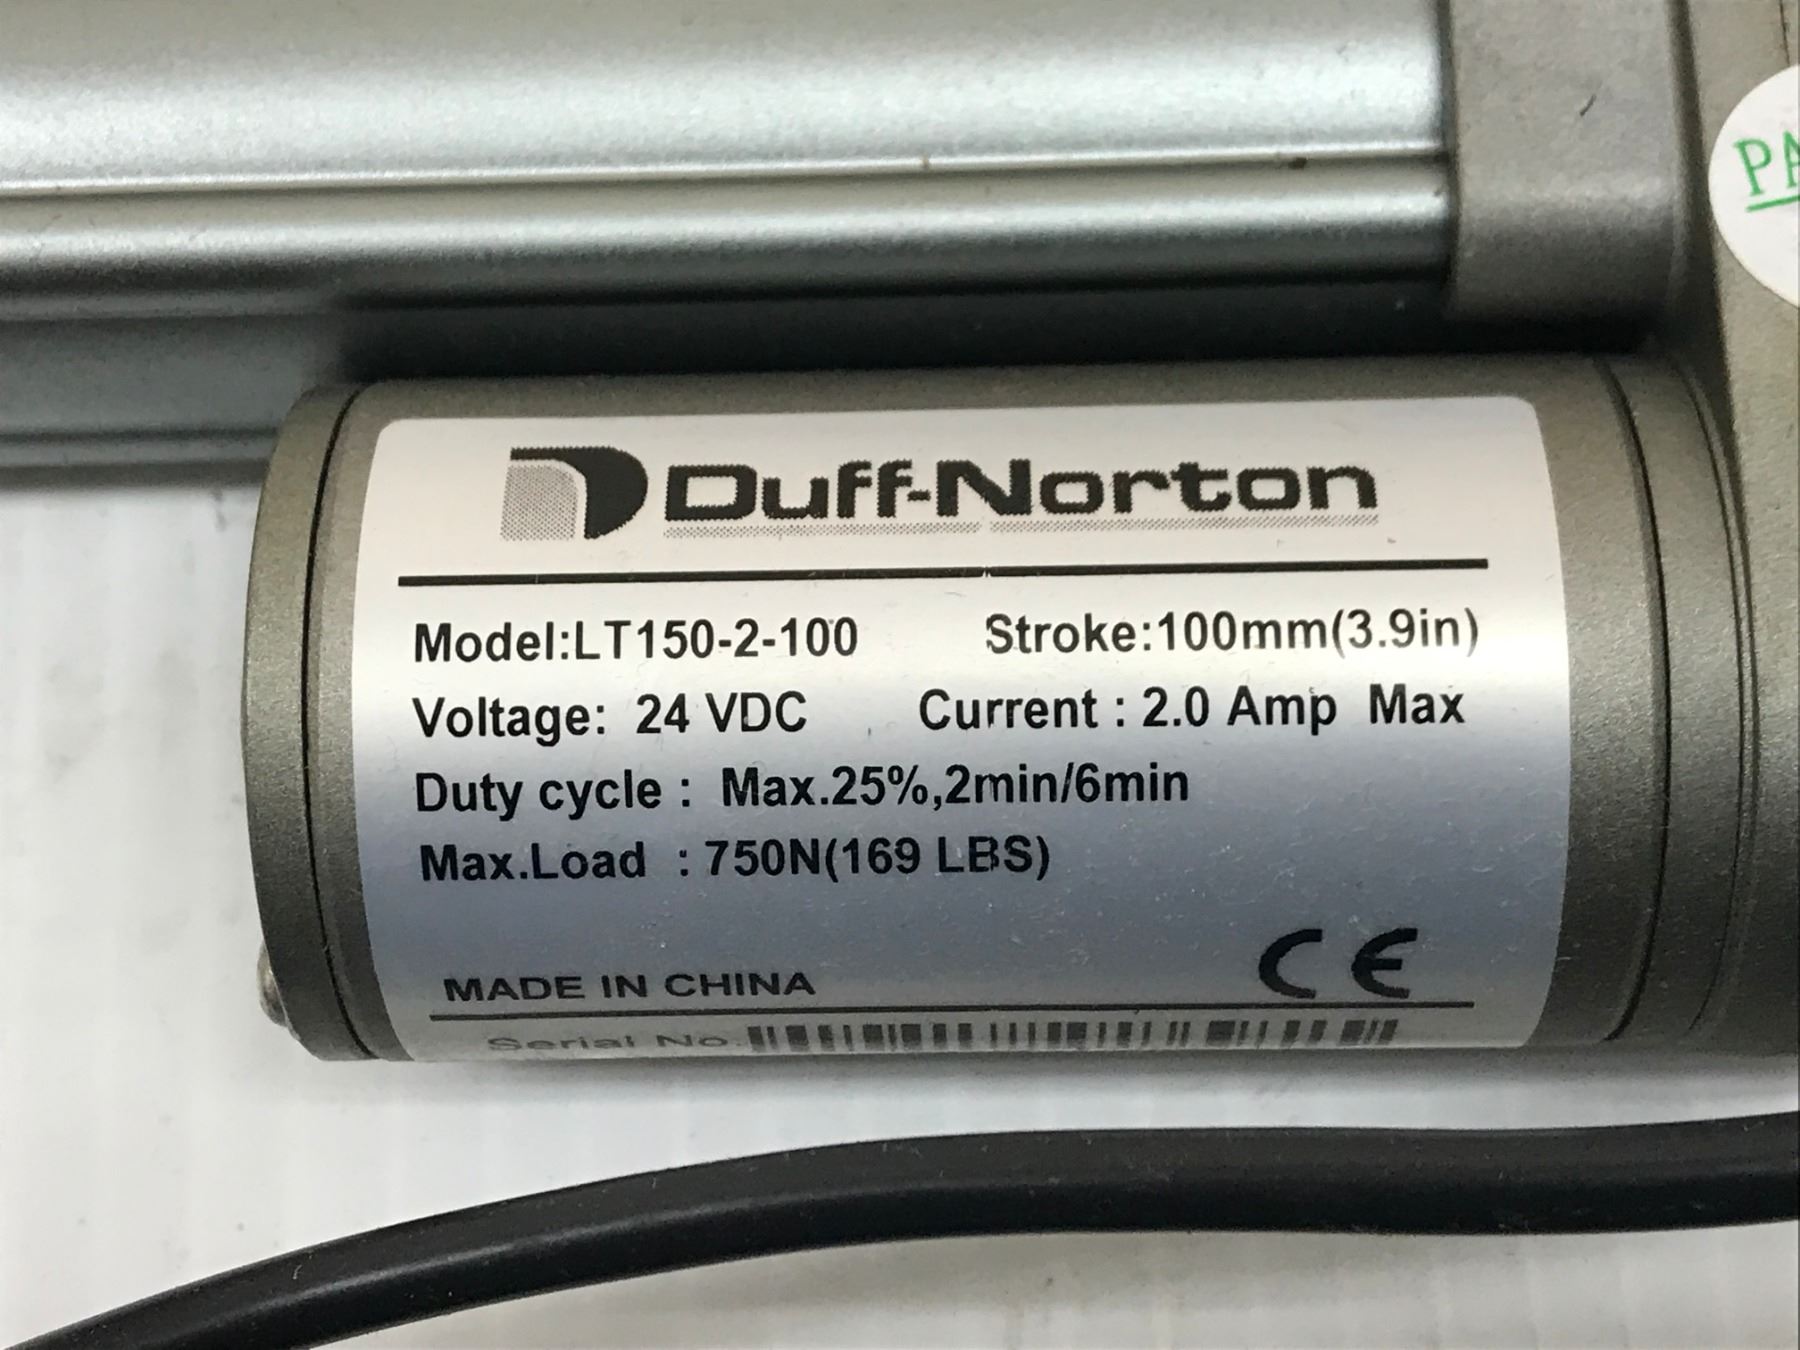 Duff-Norton
Model:LT150-2-100 Stroke:100mm(3.9in)
Voltage: 24 VDC Current : 2.0 Amp Max
Duty cycle : Max.25%,2min/6min
Max.Load : 750N(169 LBS)
MADE IN CHINA CE
Serial No.